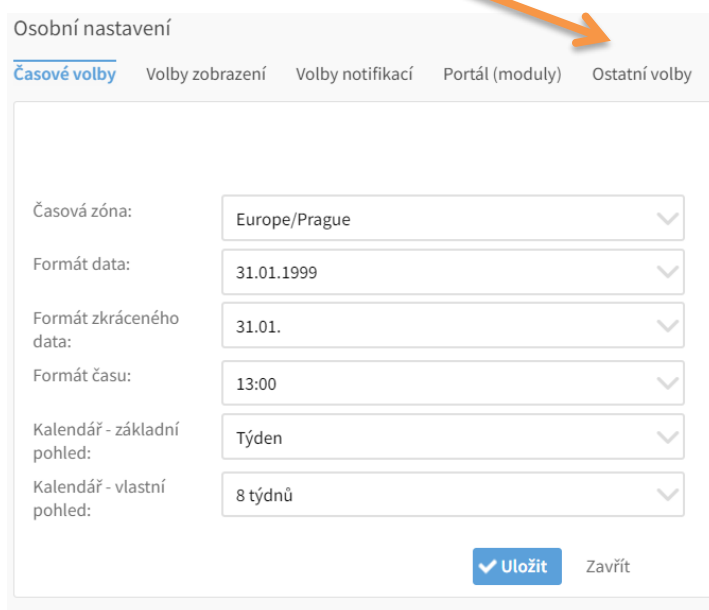 Osobní nastavení
Časové volby Volby zobrazení Volby notifikací Portál (moduly) Ostatní volby
Časová zóna: Europe/Prague
Formát data: 31.01.1999
Formát zkráceného
data: 31.01.
Formát času: 13:00
Kalendář - základní
pohled: Týden
Kalendář - vlastní
pohled: 8 týdnů
Uložit Zavřít